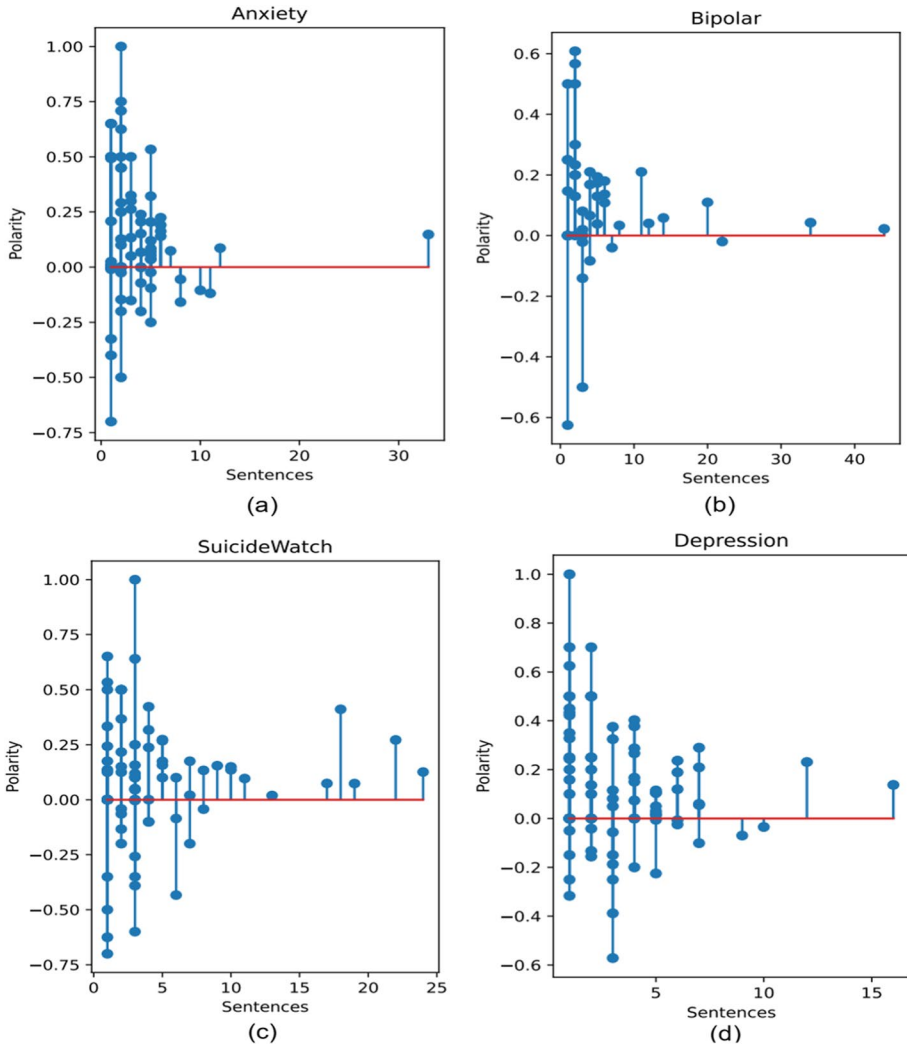 Anxiety
1.00
0.75
0.50
0.25
0.00
−0.25
−0.50
−0.75
Polarity
0 10 20 30
Sentences
(a)
Bipolar
0.6
0.4
0.2
0.0
−0.2
−0.4
−0.6
Polarity
0 10 20 30 40
Sentences
(b)
SuicideWatch
1.00
0.75
0.50
0.25
0.00
−0.25
−0.50
−0.75
Polarity
0 5 10 15 20 25
Sentences
(c)
Depression
1.0
0.8
0.6
0.4
0.2
0.0
−0.2
−0.4
−0.6
Polarity
5 10 15
Sentences
(d)